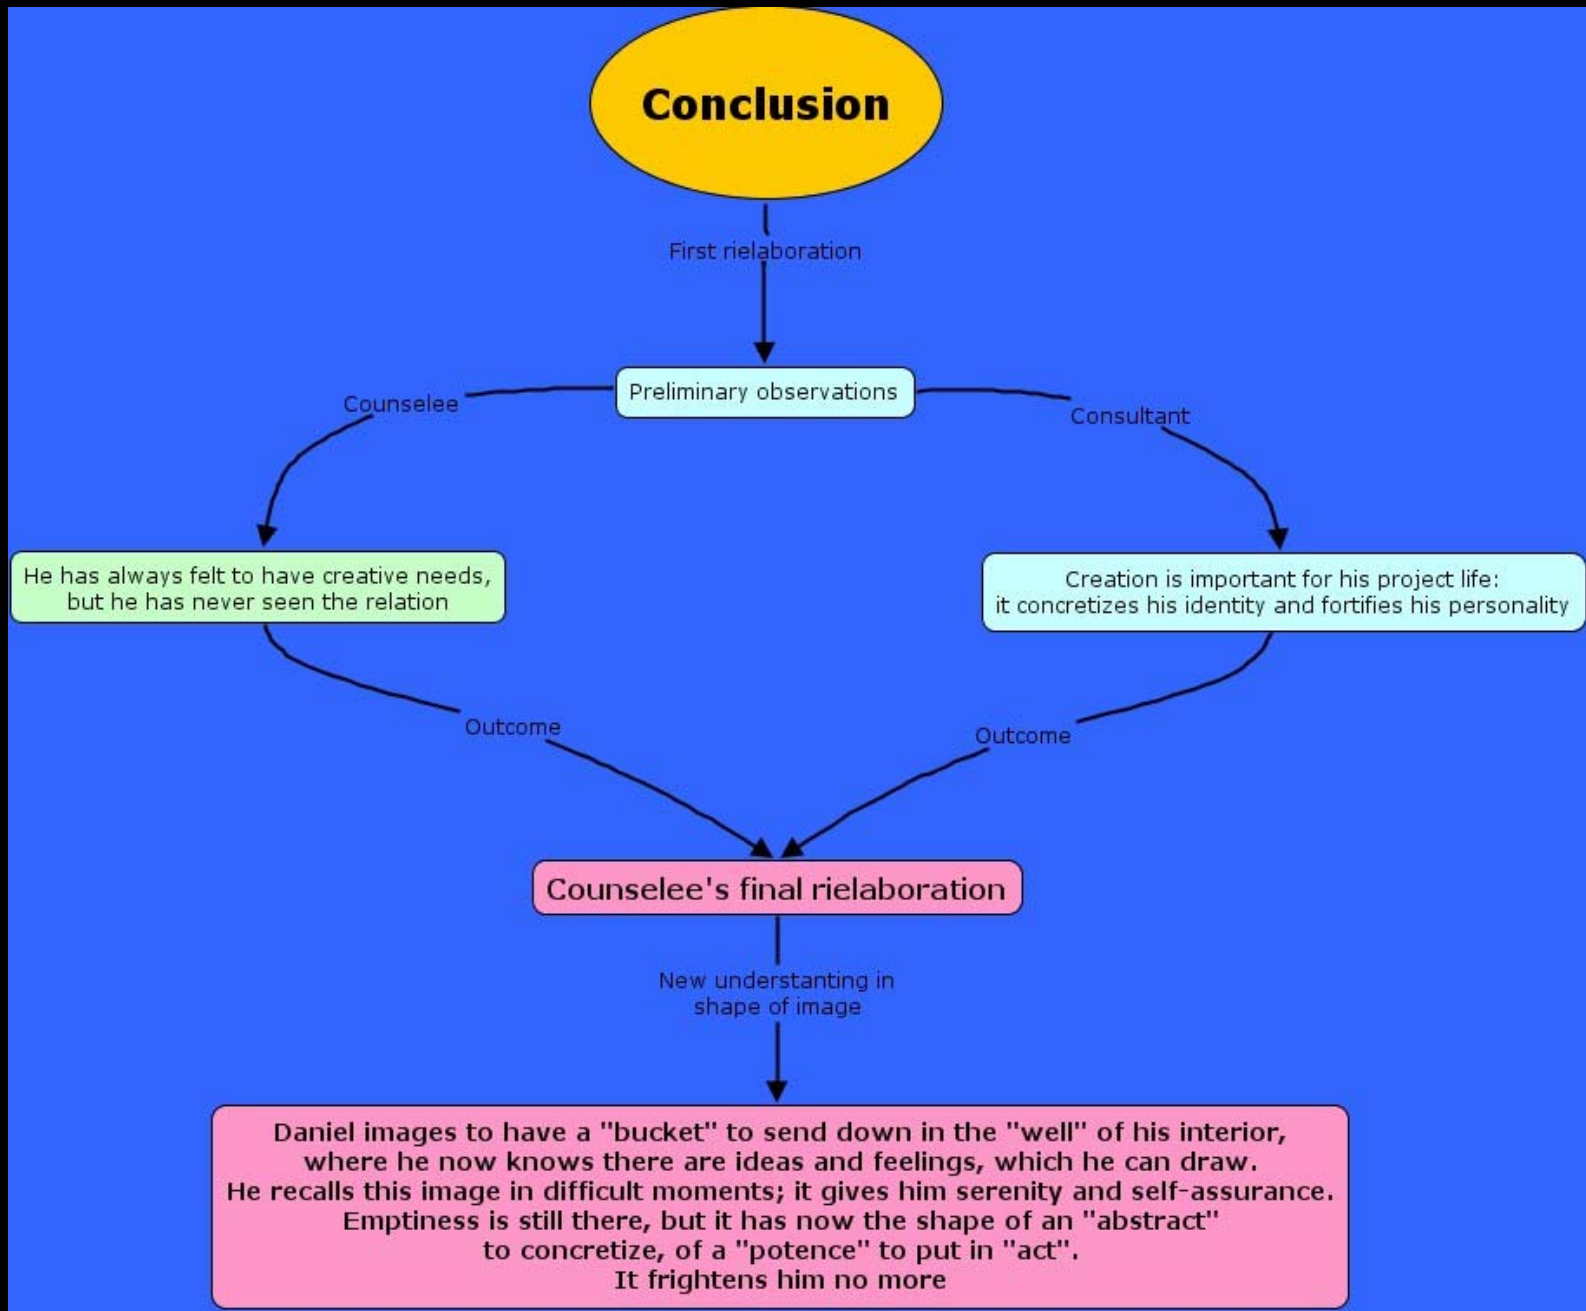 Conclusion
First rielaboration
Preliminary observations
Counselee
Consultant
He has always felt to have creative needs,
but he has never seen the relation
Creation is important for his project life:
it concretizes his identity and fortifies his personality
Outcome
Outcome
Counselee's final rielaboration
New understanting in
shape of image
Daniel images to have a "bucket" to send down in the "well" of his interior,
where he now knows there are ideas and feelings, which he can draw.
He recalls this image in difficult moments; it gives him serenity and self-assurance.
Emptiness is still there, but it has now the shape of an "abstract"
to concretize, of a "potence" to put in "act".
It frightens him no more